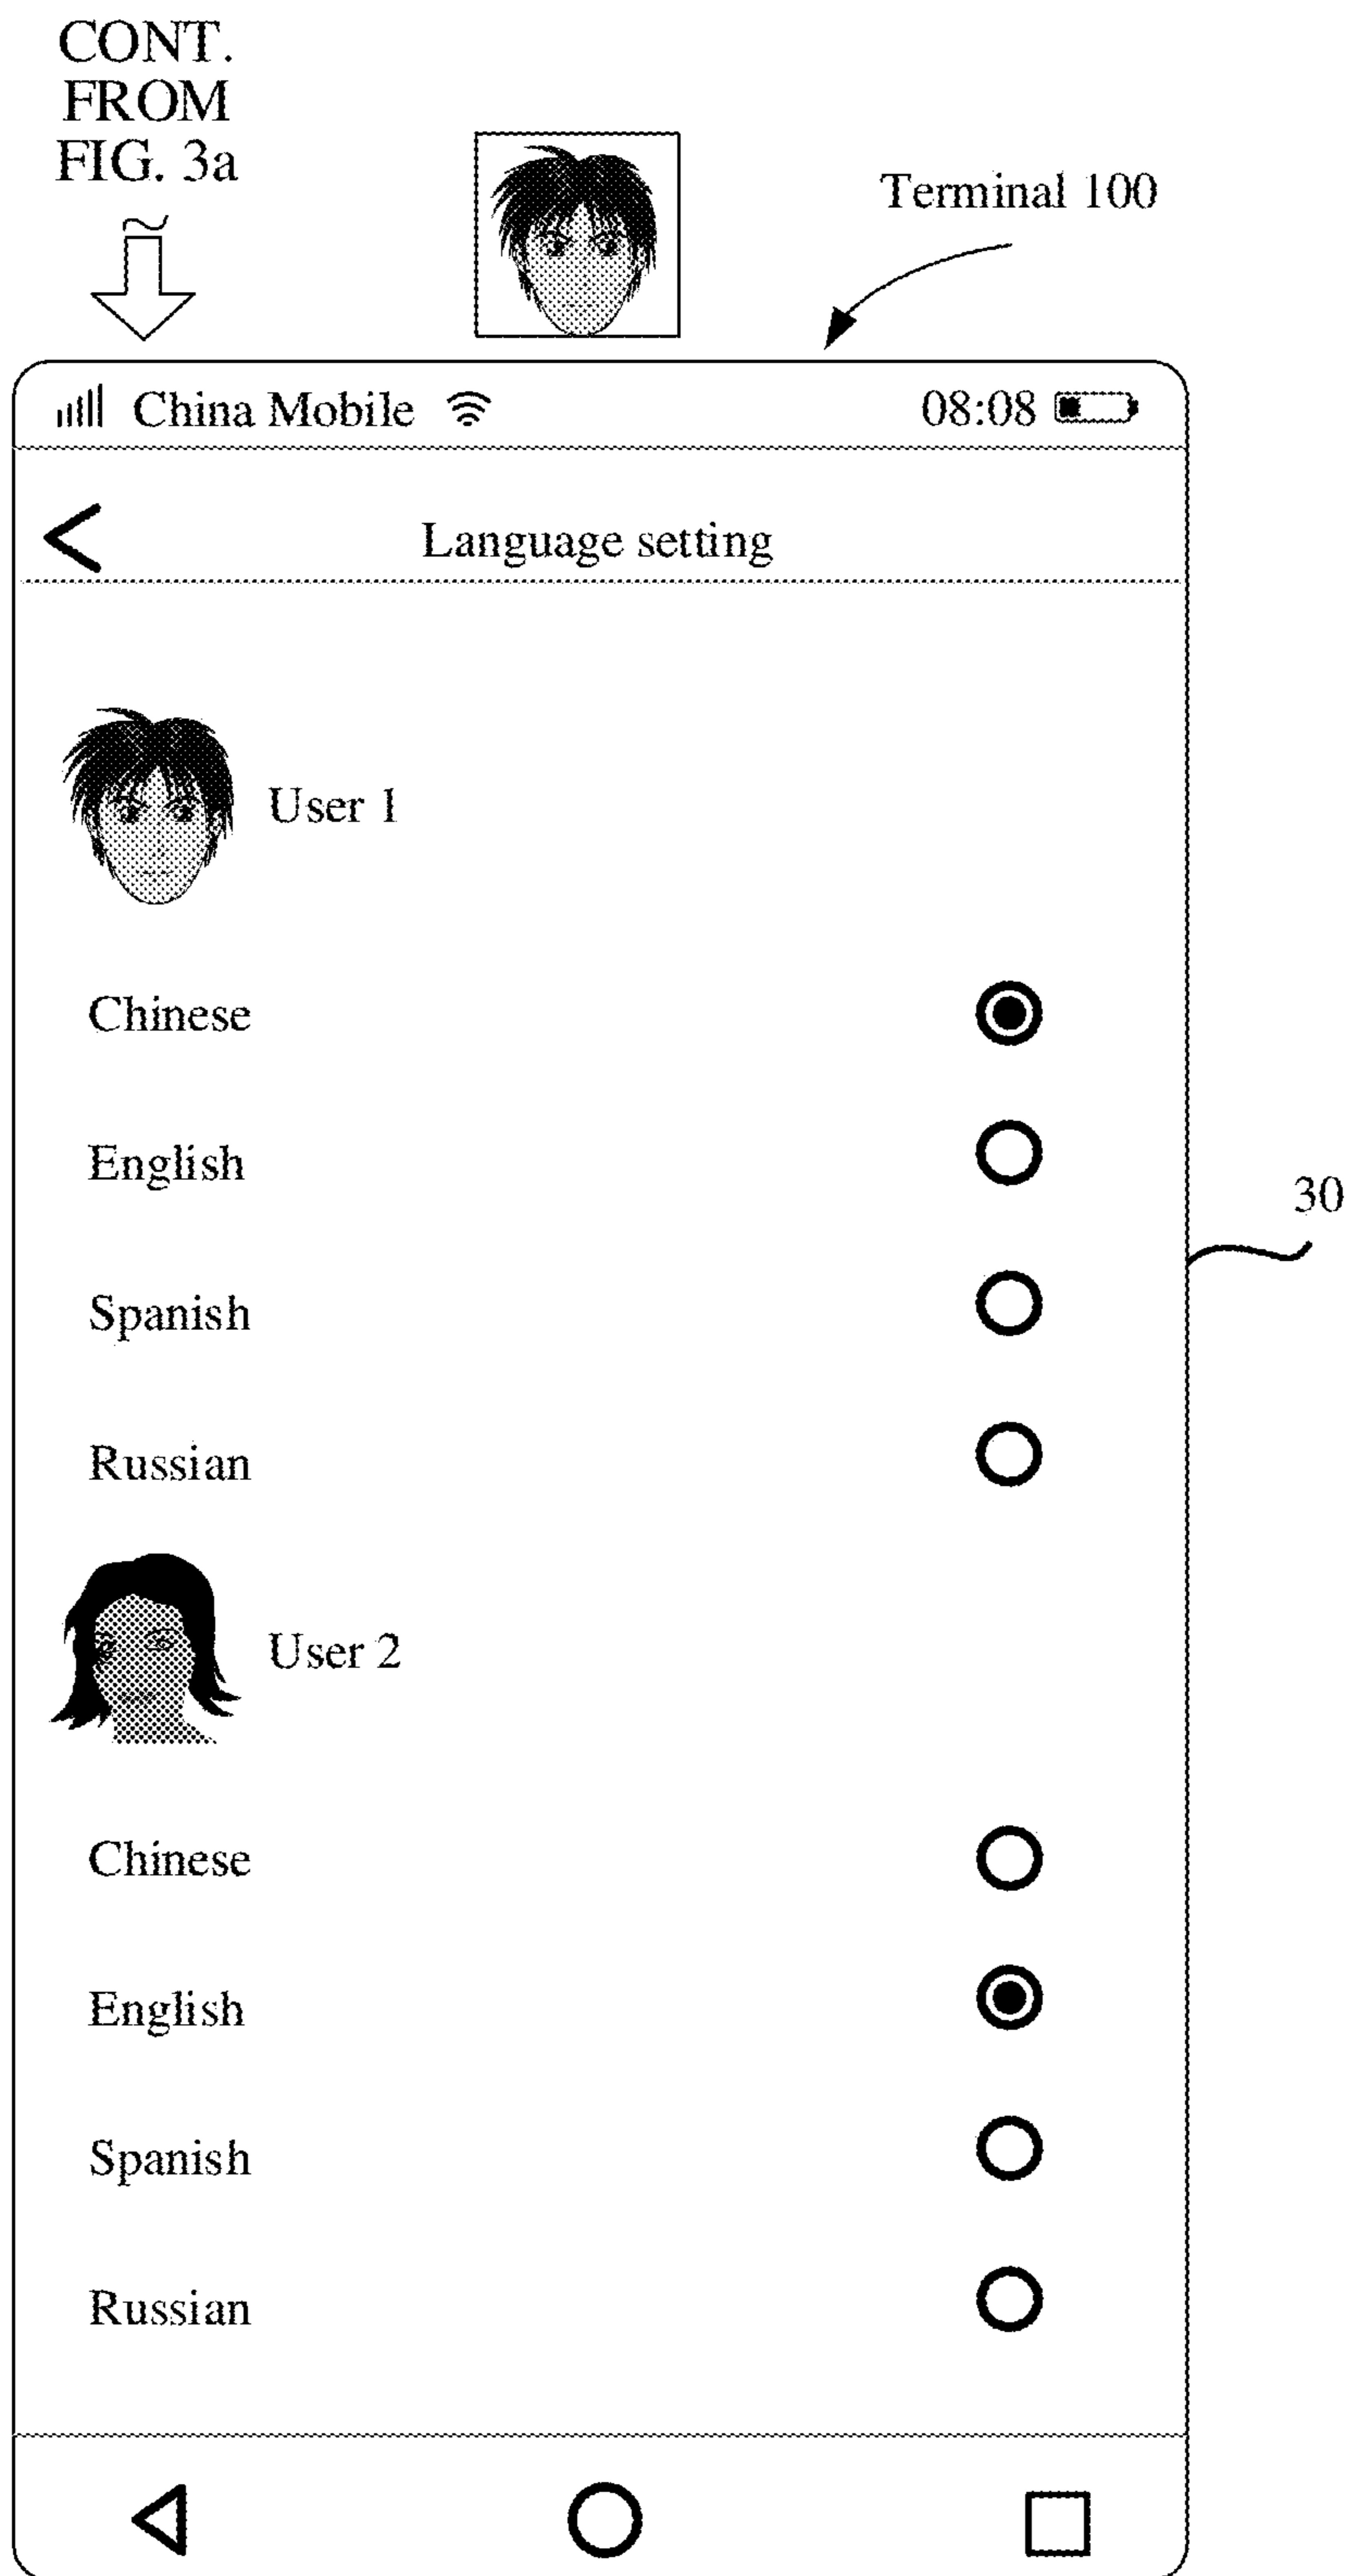 CONT.
FROM
FIG. 3a
Terminal 100
China Mobile 08:08
Language setting
User 1
Chinese
English
30
Spanish
Russian
User 2
Chinese
English
Spanish
Russian